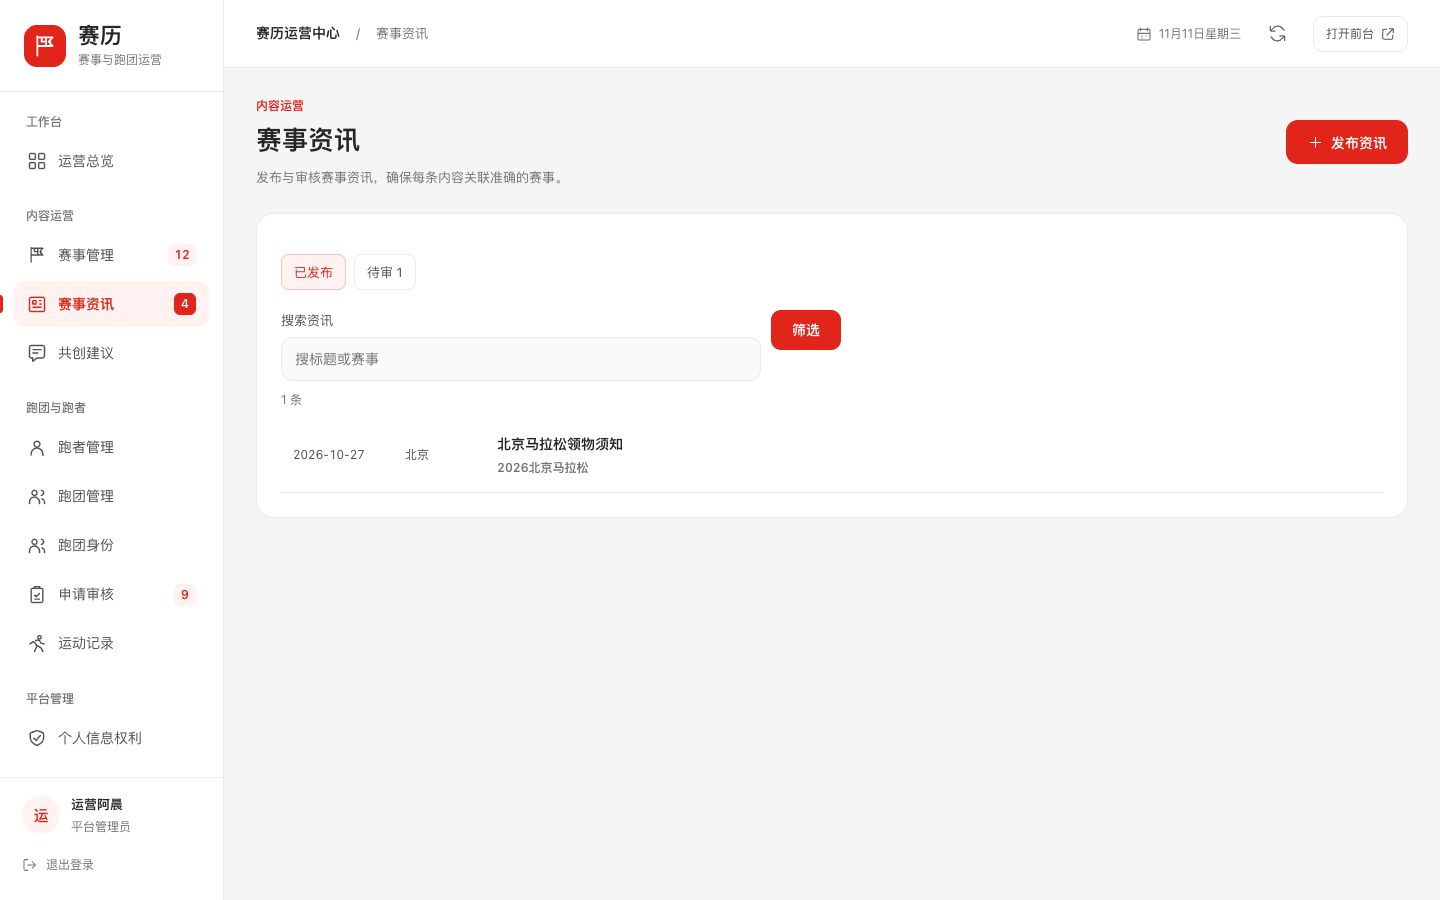 赛历
赛事与跑团运营
工作台
运营总览
内容运营
赛事管理 12
赛事资讯 4
共创建议
跑团与跑者
跑者管理
跑团管理
跑团身份
申请审核 9
运动记录
平台管理
个人信息权利
运
运营阿晨
平台管理员
退出登录
赛历运营中心 / 赛事资讯
11月11日星期三
打开前台
内容运营
赛事资讯
发布与审核赛事资讯，确保每条内容关联准确的赛事。
发布资讯
已发布
待审 1
搜索资讯
搜标题或赛事
筛选
1 条
2026-10-27
北京
北京马拉松领物须知
2026北京马拉松